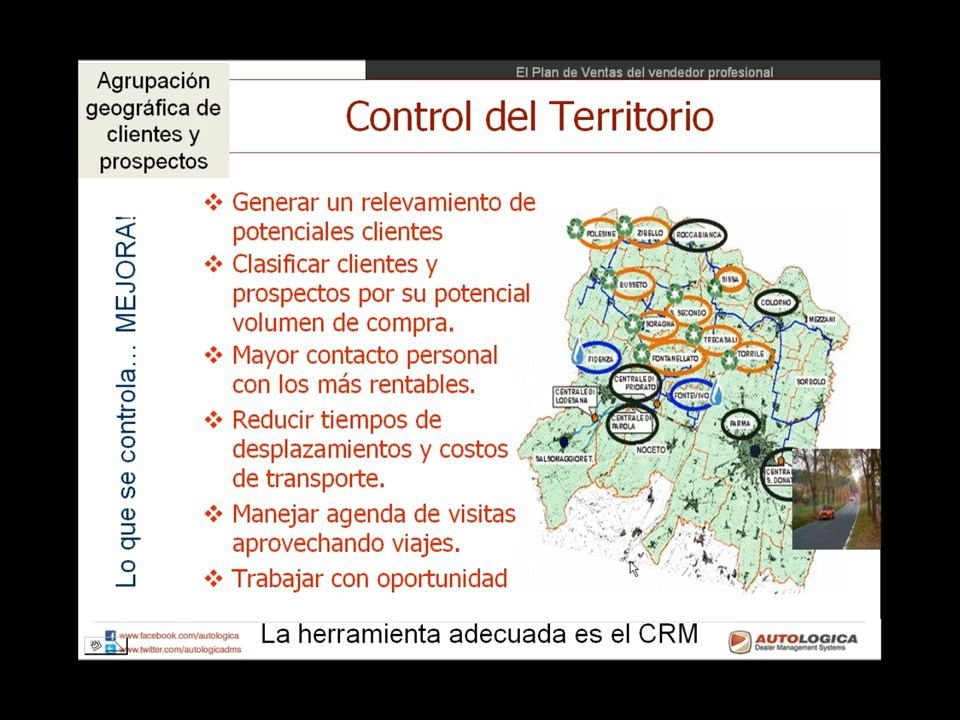 Agrupación
geográfica de
clientes y
prospectos
El Plan de Ventas del vendedor profesional
Control del Territorio
Lo que se controla… MEJORA!
❖ Generar un relevamiento de
potenciales clientes
❖ Clasificar clientes y
prospectos por su potencial
volumen de compra.
❖ Mayor contacto personal
con los más rentables.
❖ Reducir tiempos de
desplazamientos y costos
de transporte.
❖ Manejar agenda de visitas
aprovechando viajes.
❖ Trabajar con oportunidad
POLESINE
ZIBELLO
ROCCABIANCA
BUSSETO
SISSA
COLORNO
S. SECONDO
MEZZANI
SORAGNA
TRECASALI
FIDENZA
FONTANELLATO
TORRILE
CENTRALE DI
PRIORATO
SORBOLO
CENTRALE DI
LODESANA
FONTEVIVO
CENTRALE DI
PAROLA
PARMA
NOCETO
SALSOMAGGIORE T.
CENTRA
S. DONAT
www.facebook.com/autologica
www.twitter.com/autologicadms
La herramienta adecuada es el CRM
AUTOLOGICA
Dealer Management Systems